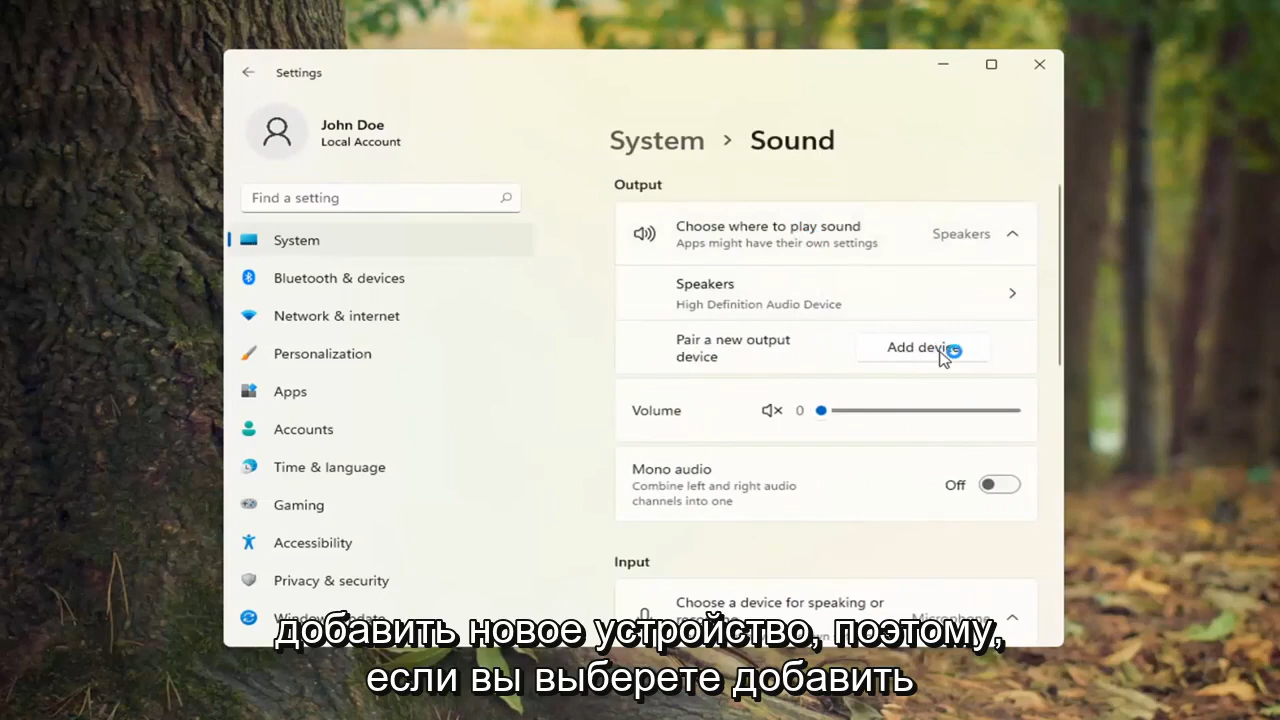 Settings
John Doe
Local Account
Find a setting
System
Bluetooth & devices
Network & internet
Personalization
Apps
Accounts
Time & language
Gaming
Accessibility
Privacy & security
System > Sound
Output
Choose where to play sound
Apps might have their own settings
Speakers
Speakers
High Definition Audio Device
Pair a new output
device
Add device
Volume
0
Mono audio
Combine left and right audio
channels into one
Off
Input
Choose a device for speaking or
добавить новое устройство, поэтому,
если вы выберете добавить